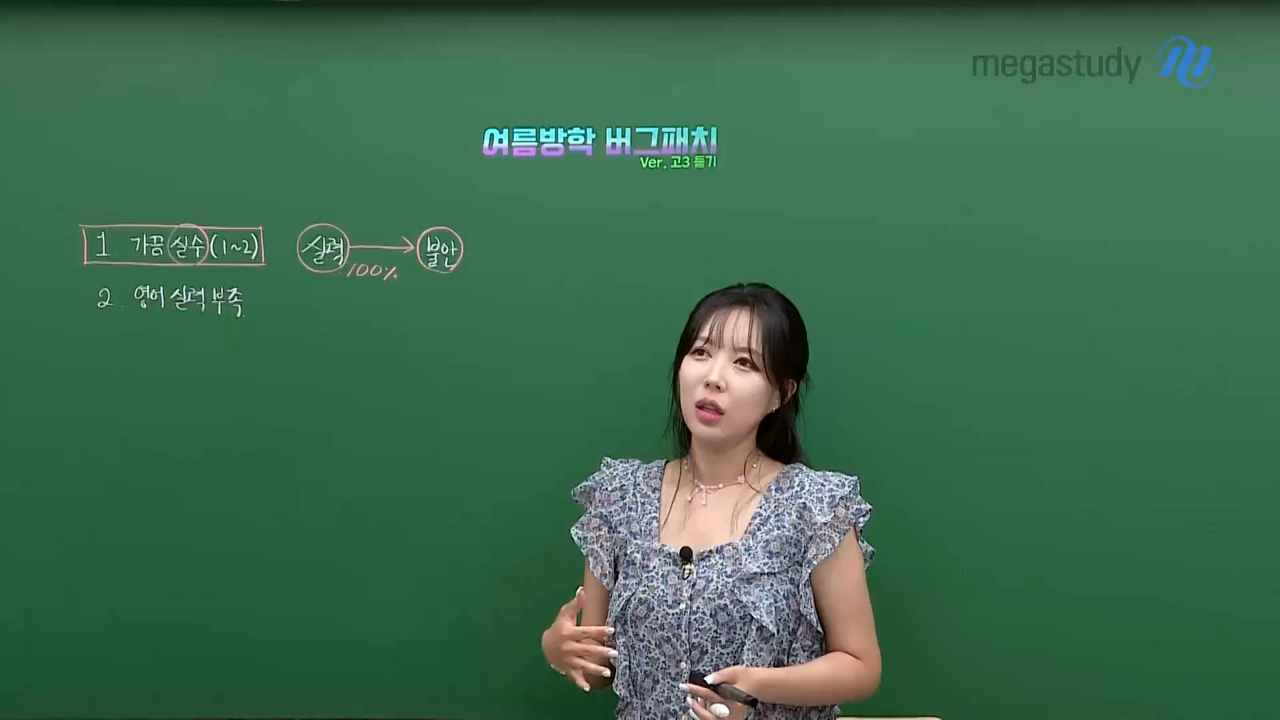 megastudy
여름방학 버그패치
Ver. 고3 듣기
1 가끔 실수 (1~2) 실력 → 불안
100%
2. 영어 실력 부족